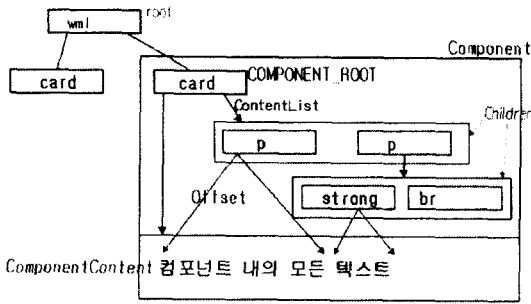 root
wml
Component
card
card
COMPONENT_ROOT
ContentList
Children
p
p
strong
br
Offset
ComponentContent 컴포넌트 내의 모든 텍스트